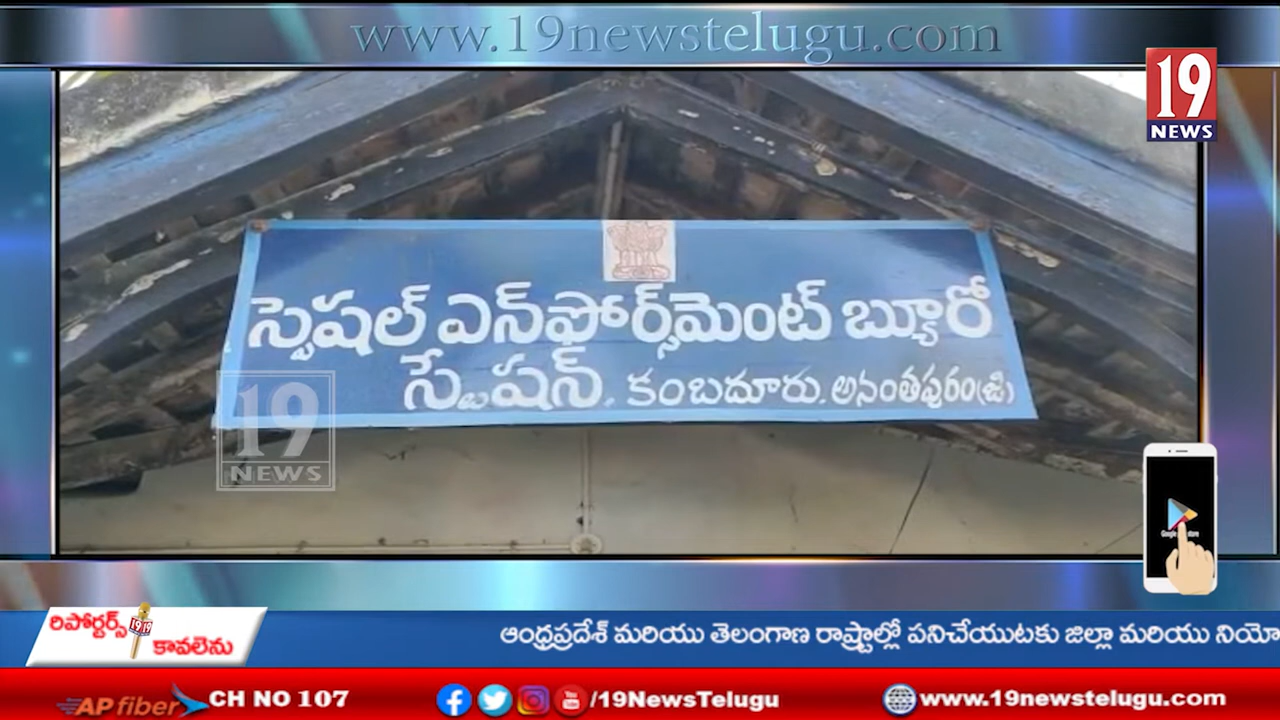 www.19newstelugu.com
19
NEWS
స్పెషల్ ఎన్‌ఫోర్స్‌మెంట్ బ్యూరో
స్టేషన్. కంబదూరు. అనంతపురం(జి)
19
NEWS
రిపోర్టర్స్
కావలెను
ఆంధ్రప్రదేశ్ మరియు తెలంగాణ రాష్ట్రాల్లో పనిచేయుటకు జిల్లా మరియు నియో
AP fiber CH NO 107
/19NewsTelugu
www.19newstelugu.com